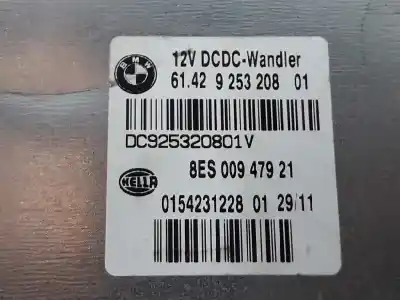 BMW
12V DCDC-Wandler
61.42 9 253 208 01
DC925320801V
8ES 009 479 21
HELLA
0154231228 01 29/11